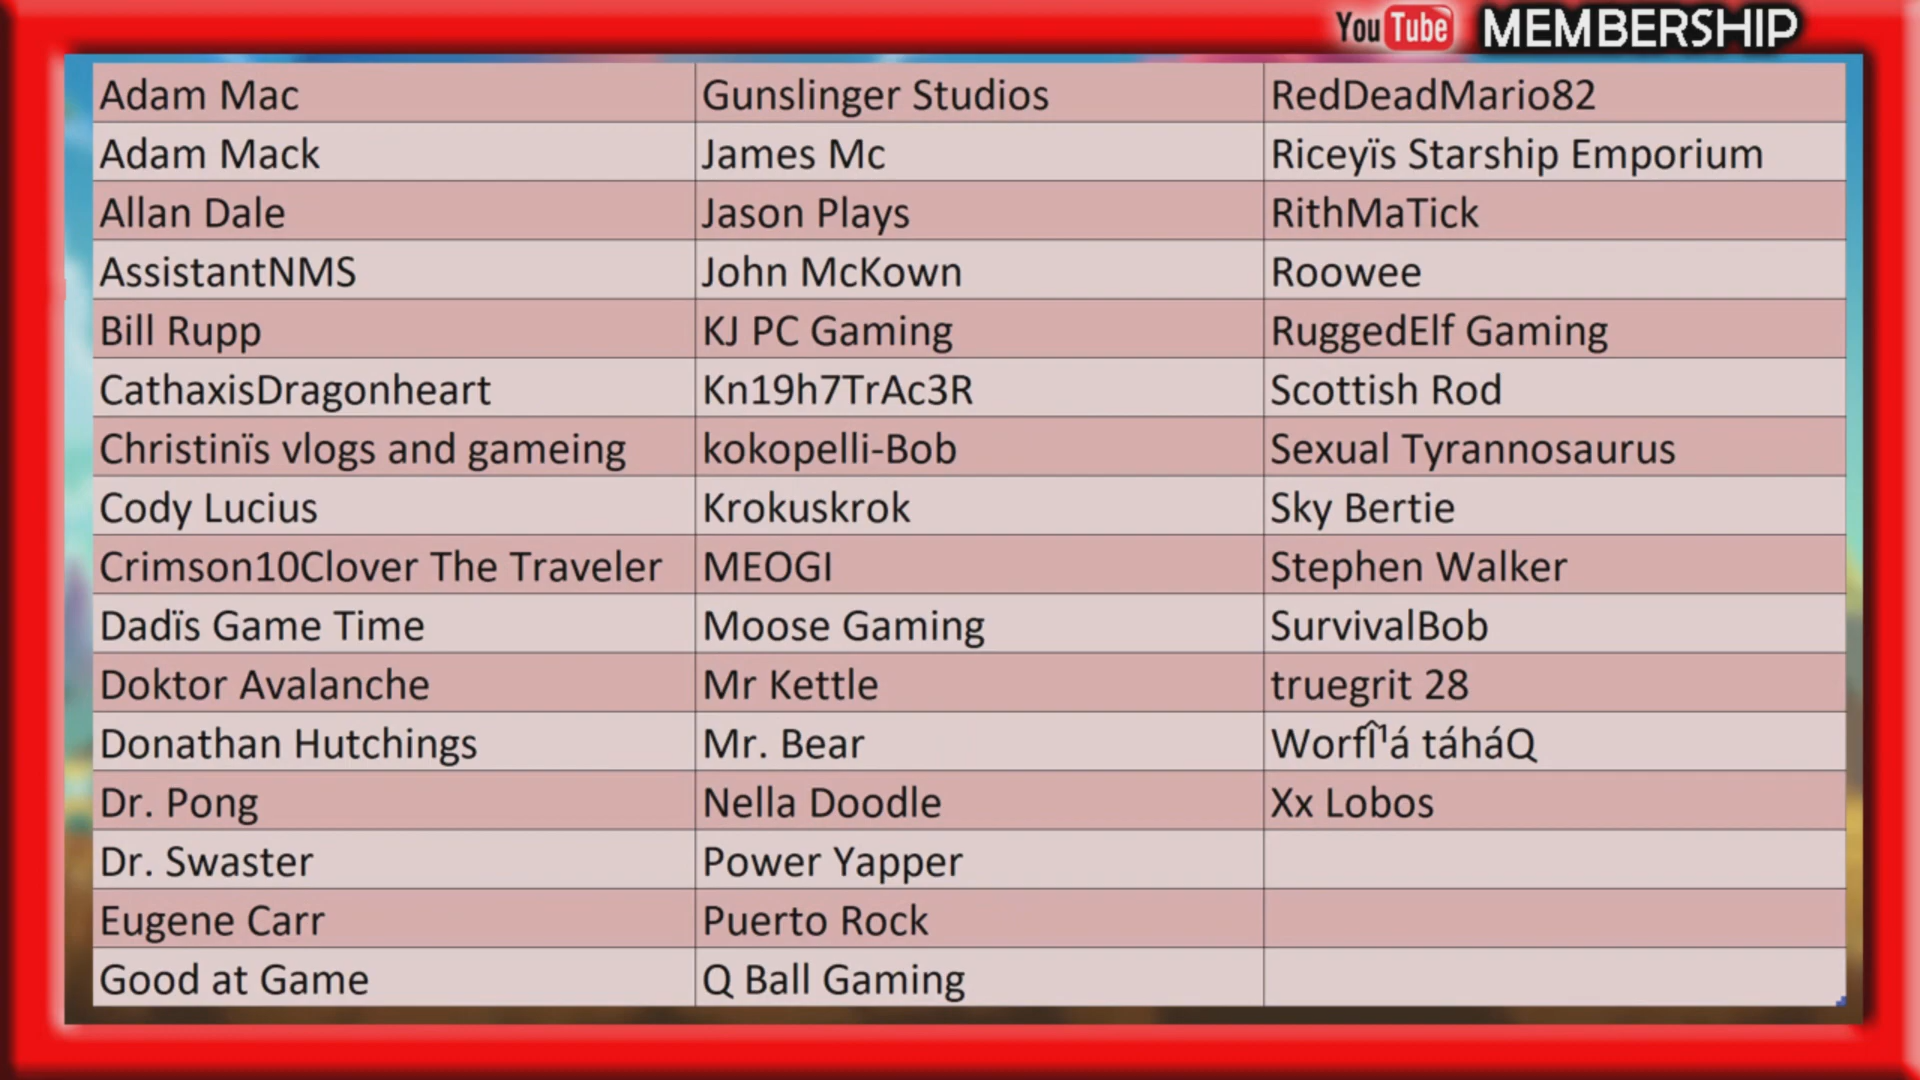 YouTube MEMBERSHIP
Adam Mac
Adam Mack
Allan Dale
AssistantNMS
Bill Rupp
CathaxisDragonheart
Christinïs vlogs and gameing
Cody Lucius
Crimson10Clover The Traveler
Dadïs Game Time
Doktor Avalanche
Donathan Hutchings
Dr. Pong
Dr. Swaster
Eugene Carr
Good at Game
Gunslinger Studios
James Mc
Jason Plays
John McKown
KJ PC Gaming
Kn19h7TrAc3R
kokopelli-Bob
Krokuskrok
MEOGI
Moose Gaming
Mr Kettle
Mr. Bear
Nella Doodle
Power Yapper
Puerto Rock
Q Ball Gaming
RedDeadMario82
Riceyïs Starship Emporium
RithMaTick
Roowee
RuggedElf Gaming
Scottish Rod
Sexual Tyrannosaurus
Sky Bertie
Stephen Walker
SurvivalBob
truegrit 28
WorfÎ¹á táháQ
Xx Lobos